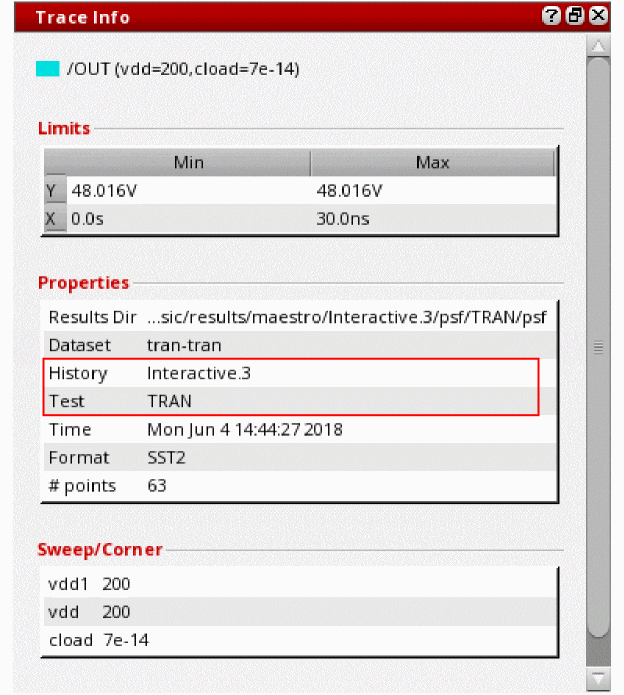 Trace Info
/OUT (vdd=200,cload=7e-14)
Limits
Min Max
Y 48.016V 48.016V
X 0.0s 30.0ns
Properties
Results Dir ...sic/results/maestro/Interactive.3/psf/TRAN/psf
Dataset tran-tran
History Interactive.3
Test TRAN
Time Mon Jun 4 14:44:27 2018
Format SST2
# points 63
Sweep/Corner
vdd1 200
vdd 200
cload 7e-14